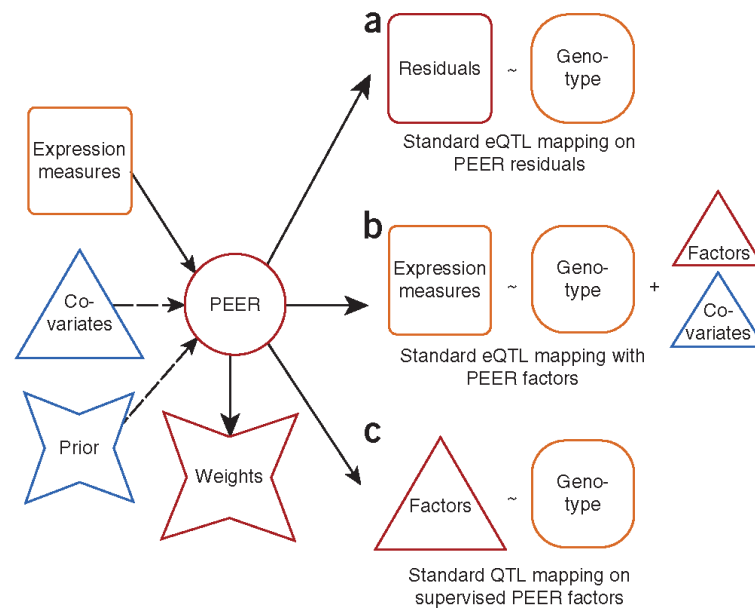 Expression
measures
Co-
variates
Prior
PEER
Weights
a
Residuals
~
Geno-
type
Standard eQTL mapping on
PEER residuals
b
Expression
measures
~
Geno-
type
+
Factors
Co-
variates
Standard eQTL mapping with
PEER factors
c
Factors
~
Geno-
type
Standard QTL mapping on
supervised PEER factors